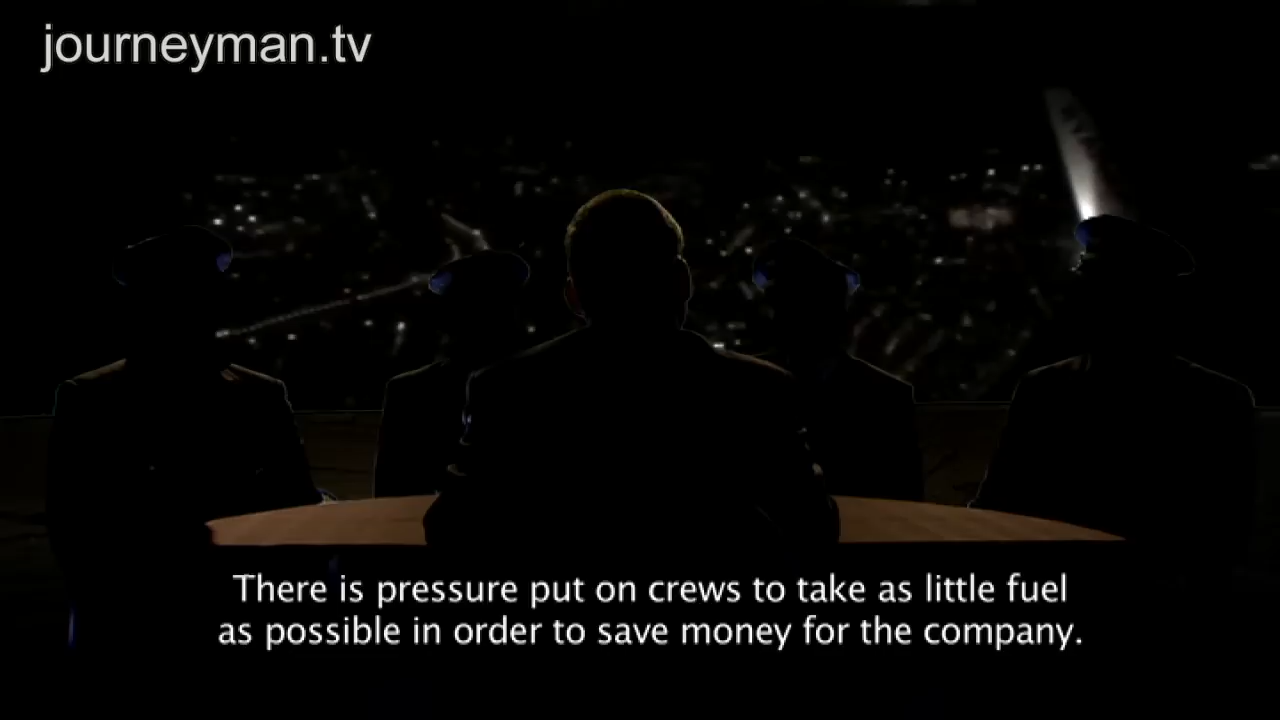 journeyman.tv
There is pressure put on crews to take as little fuel
as possible in order to save money for the company.